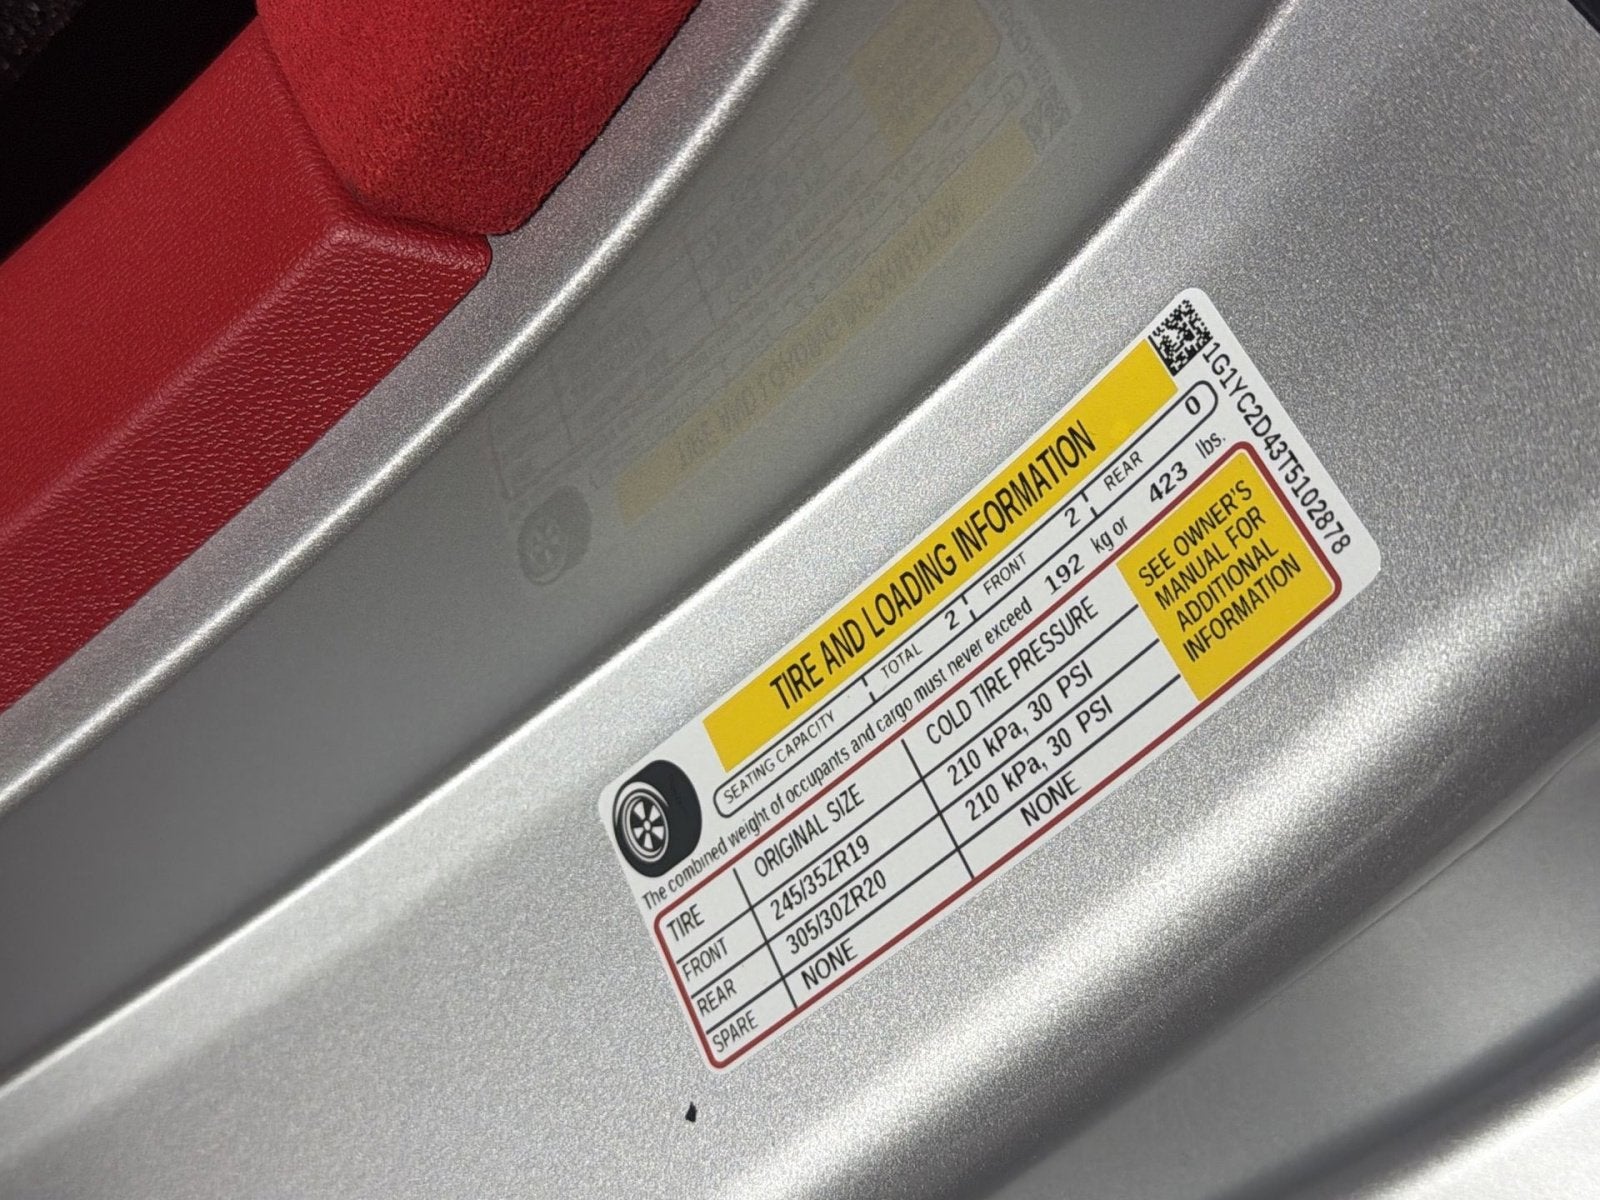 1G1YC2D43T5102878
TIRE AND LOADING INFORMATION
SEATING CAPACITY TOTAL 2 FRONT 2 REAR 0
The combined weight of occupants and cargo must never exceed 192 kg or 423 lbs.
TIRE ORIGINAL SIZE COLD TIRE PRESSURE
FRONT 245/35ZR19 210 kPa, 30 PSI
REAR 305/30ZR20 210 kPa, 30 PSI
SPARE NONE NONE
SEE OWNER'S
MANUAL FOR
ADDITIONAL
INFORMATION